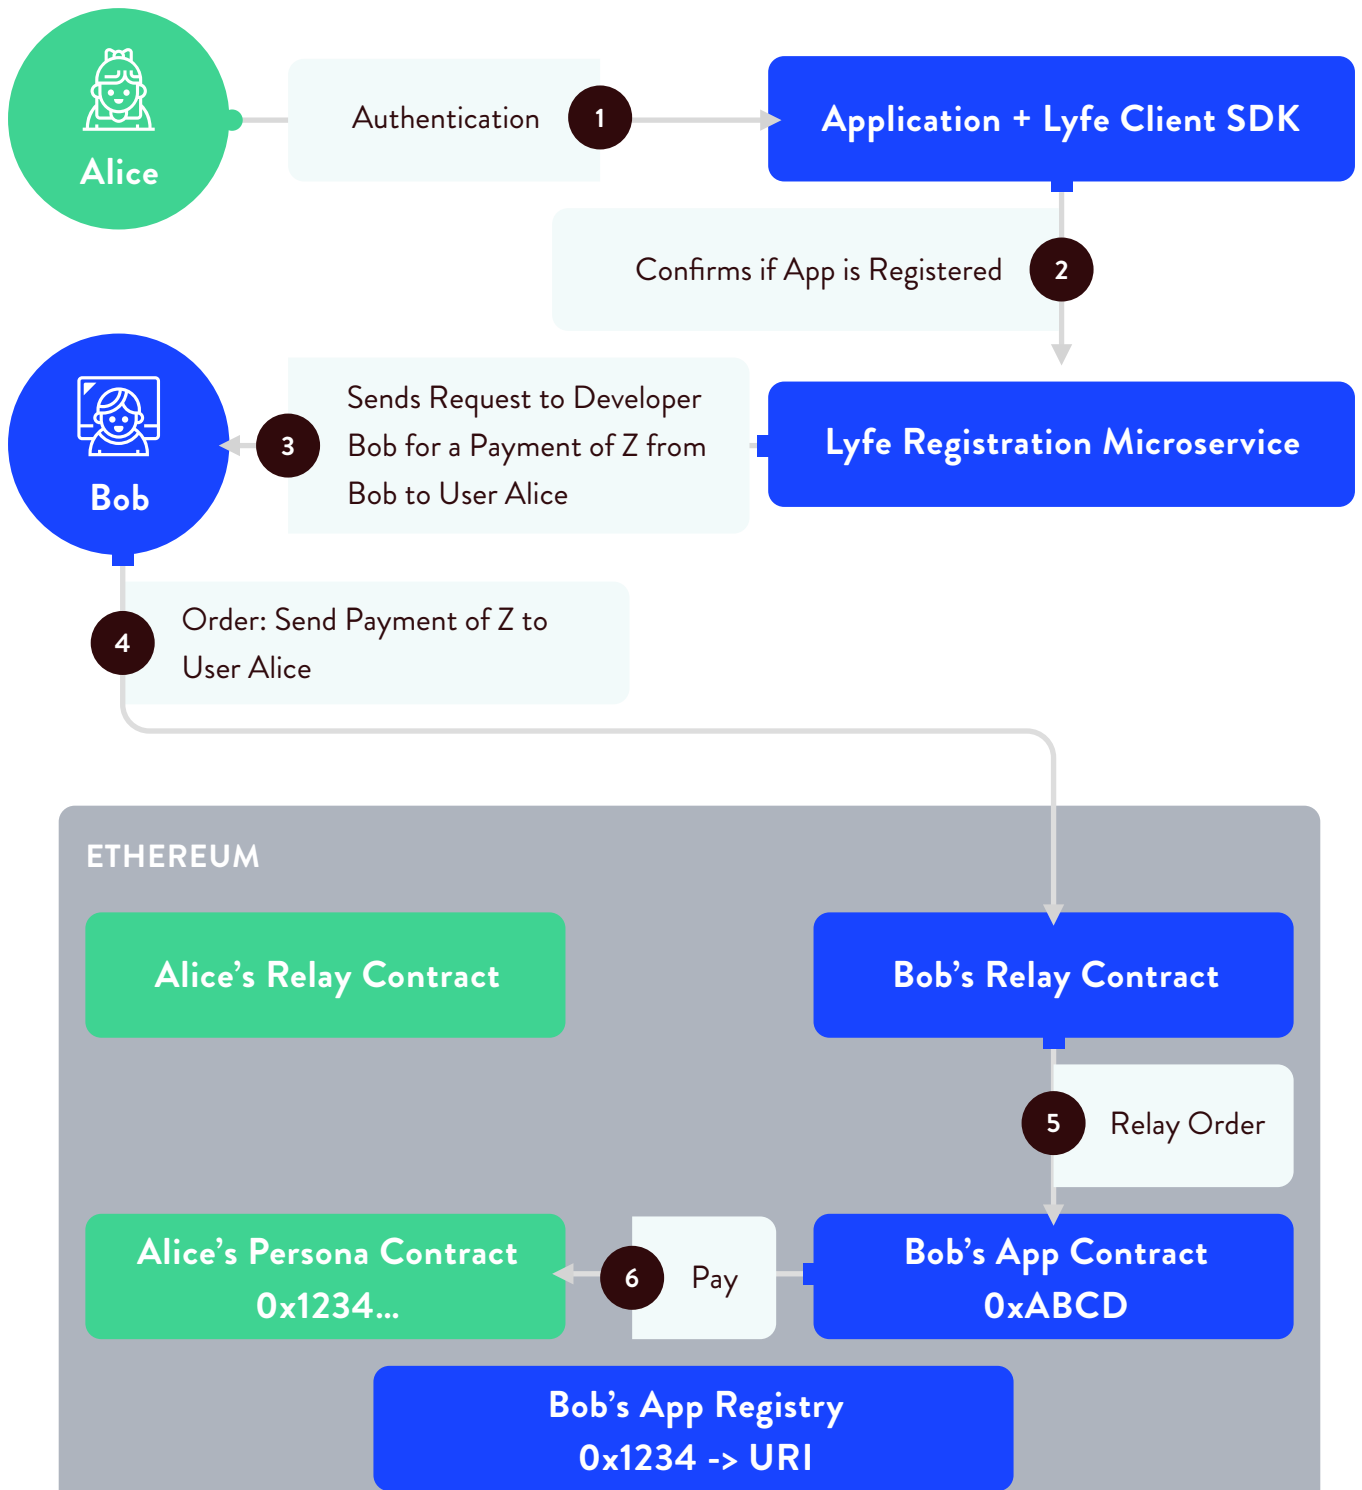 Alice
Authentication
1
Application + Lyfe Client SDK
Confirms if App is Registered
2
Bob
3
Sends Request to Developer
Bob for a Payment of Z from
Bob to User Alice
Lyfe Registration Microservice
4
Order: Send Payment of Z to
User Alice
ETHEREUM
Alice’s Relay Contract
Bob’s Relay Contract
5
Relay Order
Alice’s Persona Contract
0x1234...
6
Pay
Bob’s App Contract
0xABCD
Bob’s App Registry
0x1234 -> URI